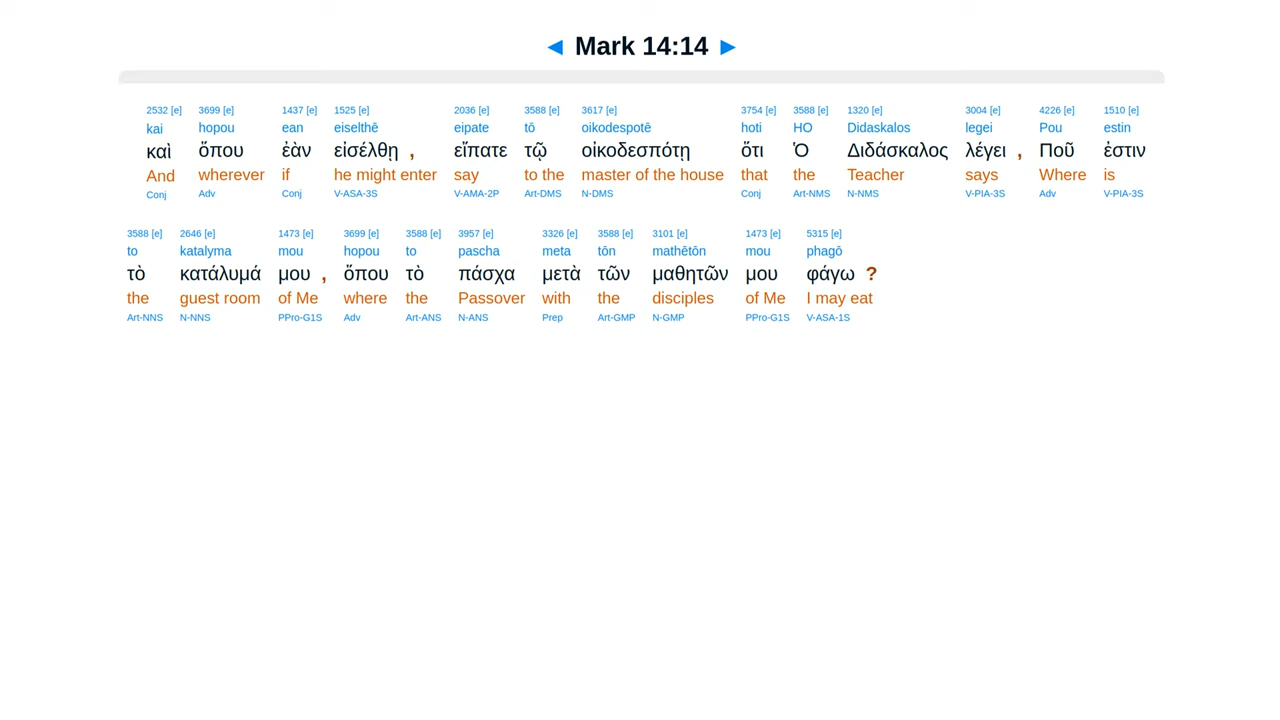 ◄ Mark 14:14 ►
2532 [e] 3699 [e] 1437 [e] 1525 [e] 2036 [e] 3588 [e] 3617 [e] 3754 [e] 3588 [e] 1320 [e] 3004 [e] 4226 [e] 1510 [e]
kai hopou ean eiselthē eipate tō oikodespotē hoti HO Didaskalos legei Pou estin
καὶ ὅπου ἐὰν εἰσέλθῃ , εἴπατε τῷ οἰκοδεσπότῃ ὅτι Ὁ Διδάσκαλος λέγει , Ποῦ ἐστιν
And wherever if he might enter say to the master of the house that the Teacher says Where is
Conj Adv Conj V-ASA-3S V-AMA-2P Art-DMS N-DMS Conj Art-NMS N-NMS V-PIA-3S Adv V-PIA-3S
3588 [e] 2646 [e] 1473 [e] 3699 [e] 3588 [e] 3957 [e] 3326 [e] 3588 [e] 3101 [e] 1473 [e] 5315 [e]
to katalyma mou hopou to pascha meta tōn mathētōn mou phagō
τὸ κατάλυμά μου , ὅπου τὸ πάσχα μετὰ τῶν μαθητῶν μου φάγω ?
the guest room of Me where the Passover with the disciples of Me I may eat
Art-NNS N-NNS PPro-G1S Adv Art-ANS N-ANS Prep Art-GMP N-GMP PPro-G1S V-ASA-1S